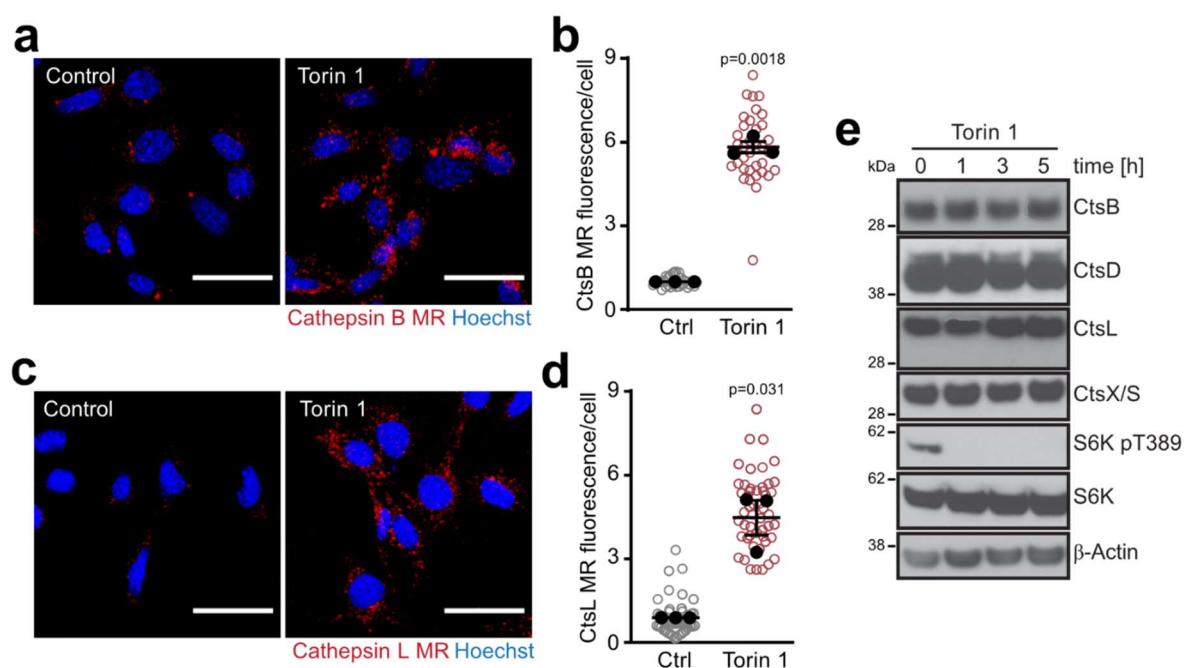 a
Control
Torin 1
Cathepsin B MR Hoechst
b
CtsB MR fluorescence/cell
9
6
3
0
p=0.0018
Ctrl
Torin 1
c
Control
Torin 1
Cathepsin L MR Hoechst
d
CtsL MR fluorescence/cell
9
6
3
0
p=0.031
Ctrl
Torin 1
e
Torin 1
kDa 0 1 3 5 time [h]
CtsB
28
CtsD
38
CtsL
28
CtsX/S
28
62
S6K pT389
62
S6K
38
β-Actin